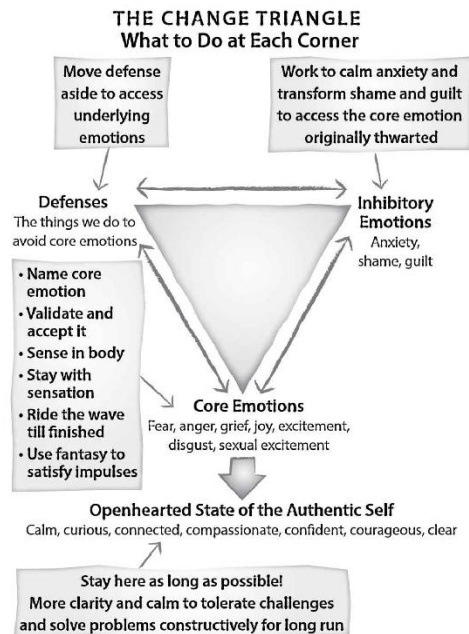 THE CHANGE TRIANGLE
What to Do at Each Corner
Move defense
aside to access
underlying
emotions
Work to calm anxiety and
transform shame and guilt
to access the core emotion
originally thwarted
Defenses
The things we do to
avoid core emotions
Inhibitory
Emotions
Anxiety,
shame, guilt
• Name core
emotion
• Validate and
accept it
• Sense in body
• Stay with
sensation
• Ride the wave
till finished
• Use fantasy to
satisfy impulses
Core Emotions
Fear, anger, grief, joy, excitement,
disgust, sexual excitement
Openhearted State of the Authentic Self
Calm, curious, connected, compassionate, confident, courageous, clear
Stay here as long as possible!
More clarity and calm to tolerate challenges
and solve problems constructively for long run